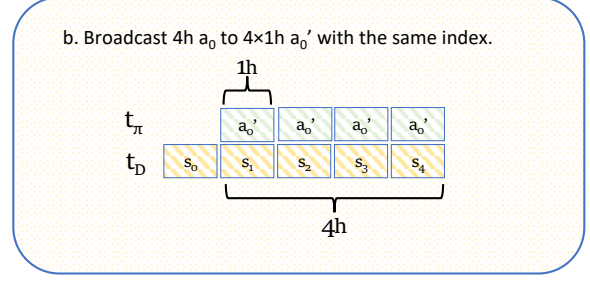 b. Broadcast 4h a₀ to 4×1h a₀’ with the same index.
1h
tπ a₀’ a₀’ a₀’ a₀’
t_D s₀ s₁ s₂ s₃ s₄
4h